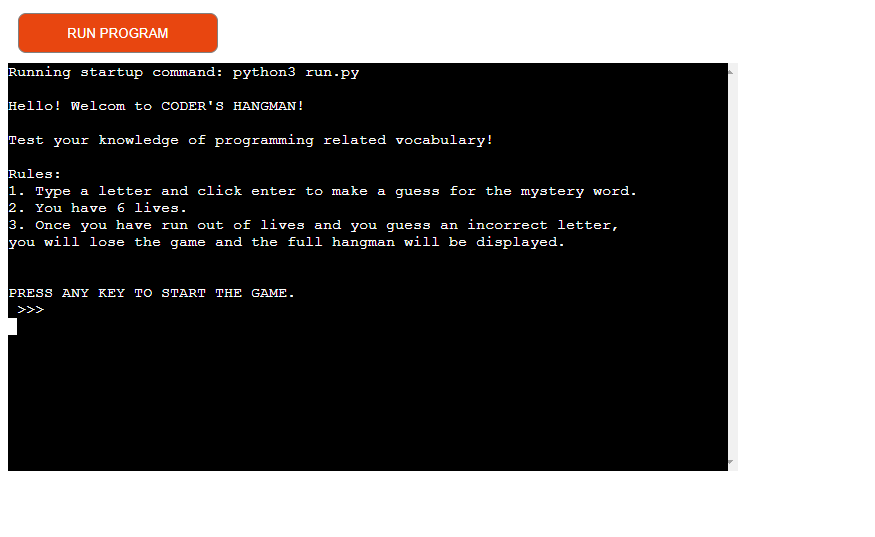 RUN PROGRAM
Running startup command: python3 run.py
Hello! Welcom to CODER'S HANGMAN!
Test your knowledge of programming related vocabulary!
Rules:
1. Type a letter and click enter to make a guess for the mystery word.
2. You have 6 lives.
3. Once you have run out of lives and you guess an incorrect letter,
you will lose the game and the full hangman will be displayed.
PRESS ANY KEY TO START THE GAME.
>>>